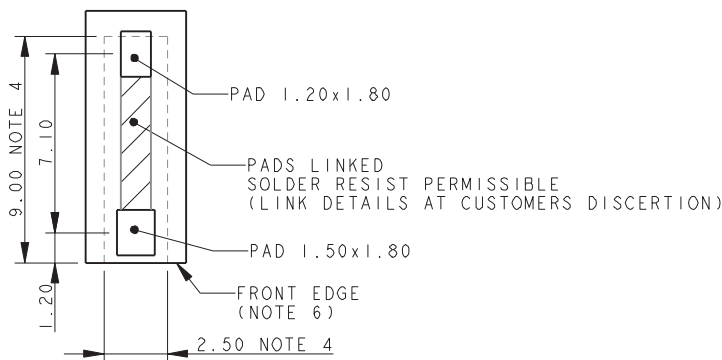 PAD 1.20x1.80
9.00 NOTE 4
7.10
PADS LINKED
SOLDER RESIST PERMISSIBLE
(LINK DETAILS AT CUSTOMERS DISCERTION)
PAD 1.50x1.80
1.20
FRONT EDGE
(NOTE 6)
2.50 NOTE 4